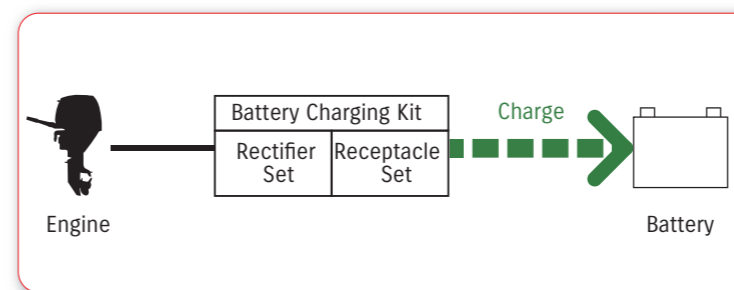 Battery Charging Kit
Charge
Rectifier
Set
Receptacle
Set
Engine
Battery